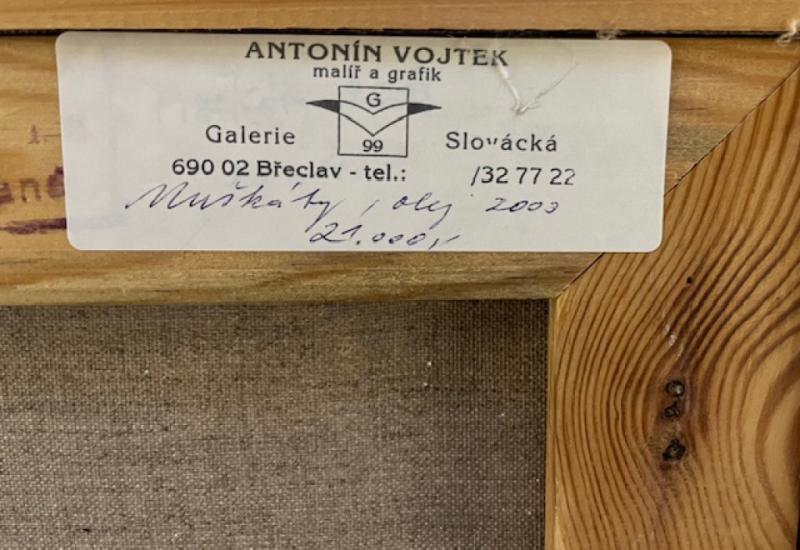 ANTONÍN VOJTEK
malíř a grafik
G
Galerie
Slovácká
99
690 02 Břeclav - tel.: /32 77 22
Muškáty, olej 2003
21.000,-